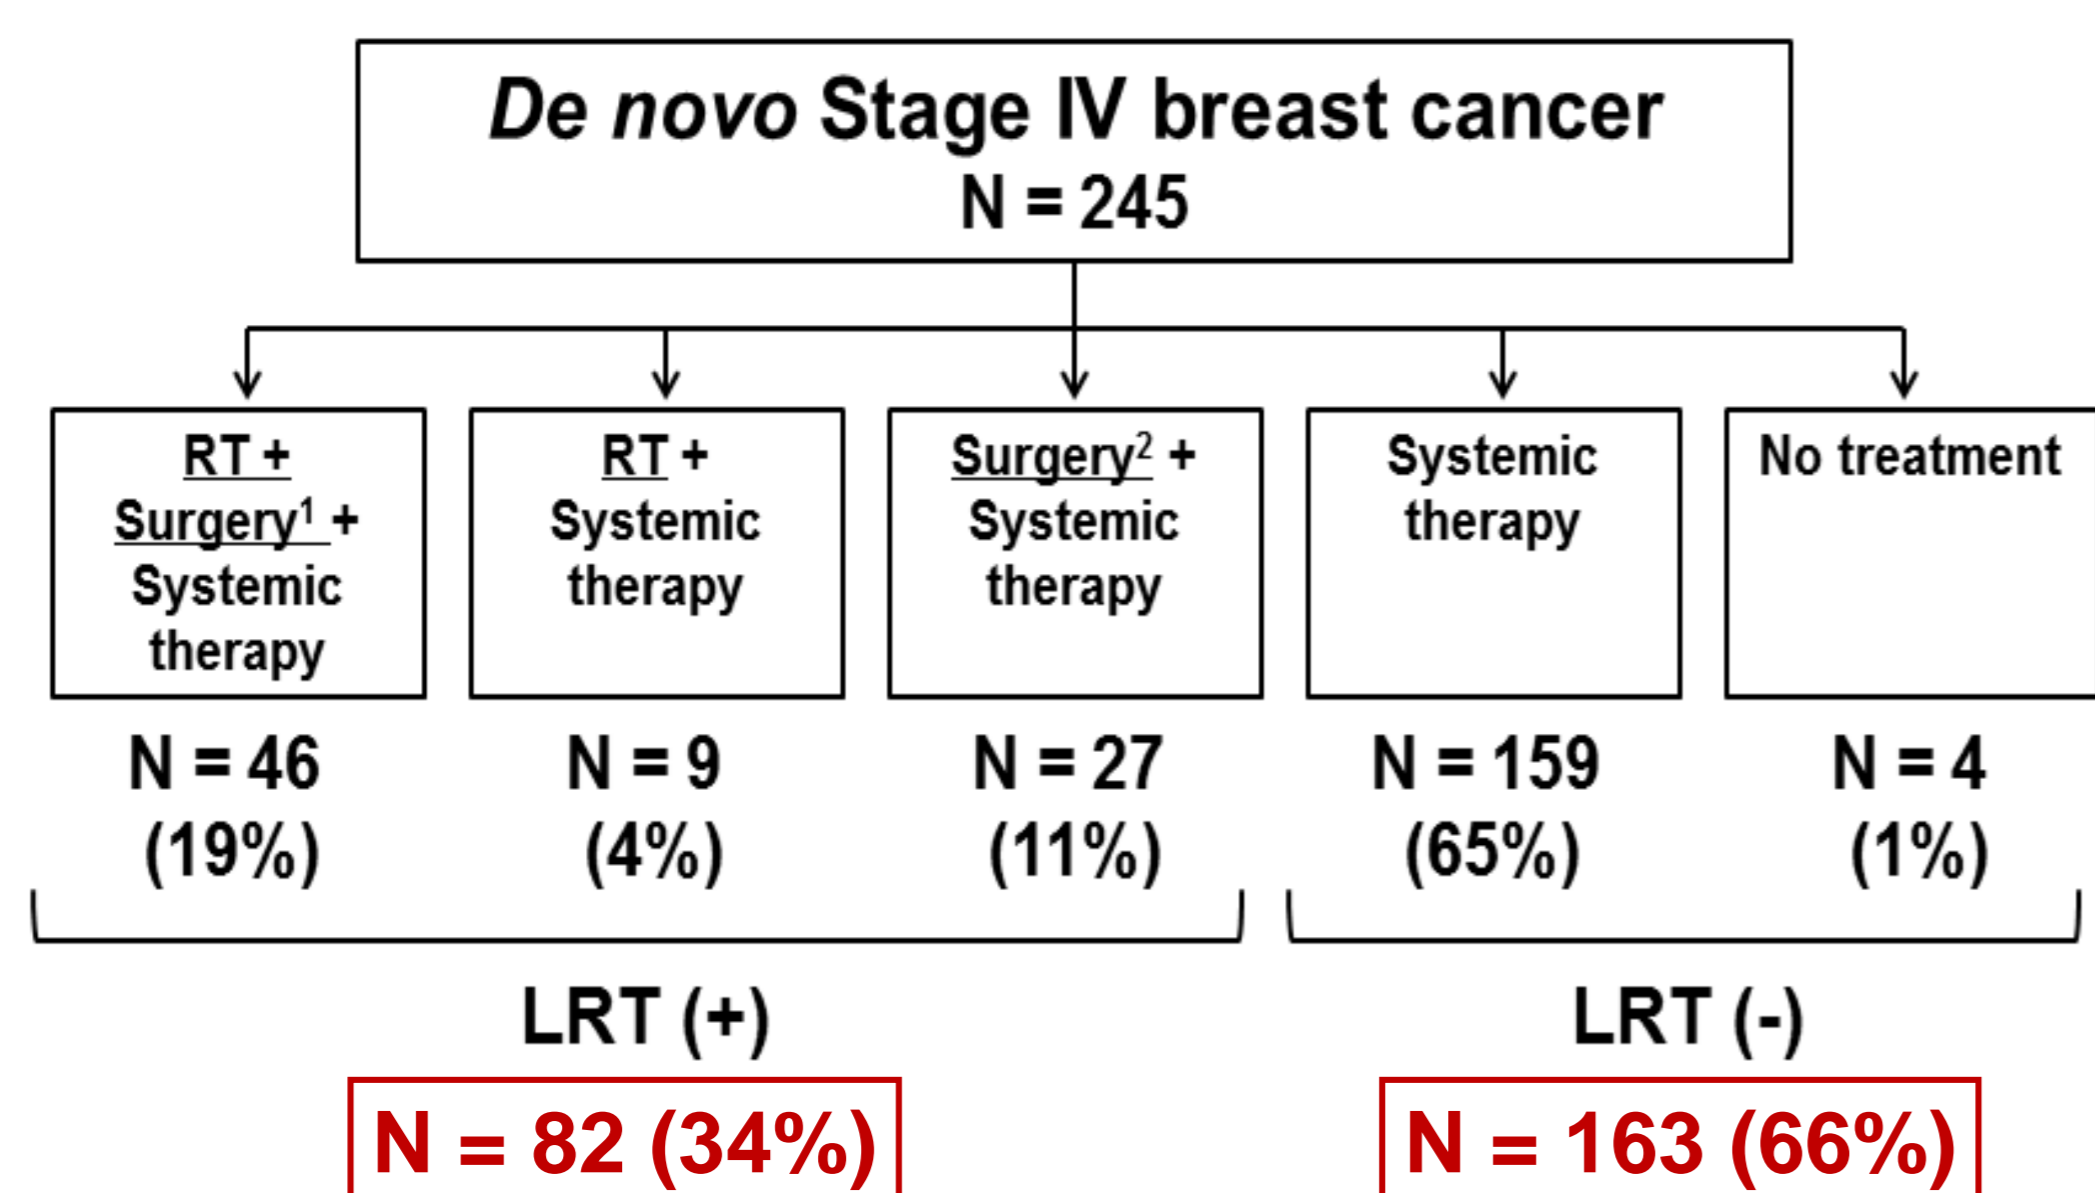 De novo Stage IV breast cancer
N = 245
RT +
Surgery¹ +
Systemic
therapy
N = 46
(19%)
RT +
Systemic
therapy
N = 9
(4%)
Surgery² +
Systemic
therapy
N = 27
(11%)
Systemic
therapy
N = 159
(65%)
No treatment
N = 4
(1%)
LRT (+)
N = 82 (34%)
LRT (-)
N = 163 (66%)